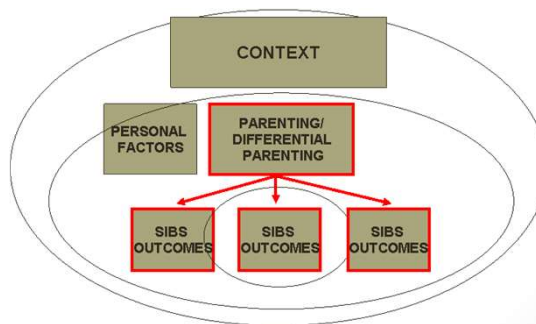 CONTEXT
PERSONAL
FACTORS
PARENTING/
DIFFERENTIAL
PARENTING
SIBS
OUTCOMES
SIBS
OUTCOMES
SIBS
OUTCOMES